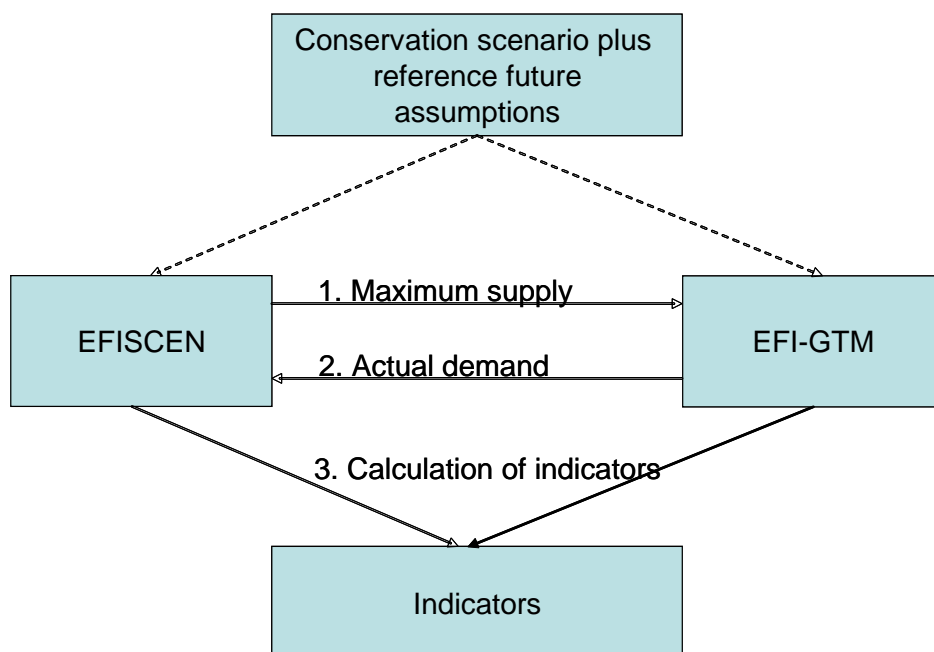 Conservation scenario plus
reference future
assumptions
1. Maximum supply
EFISCEN
EFI-GTM
2. Actual demand
3. Calculation of indicators
Indicators